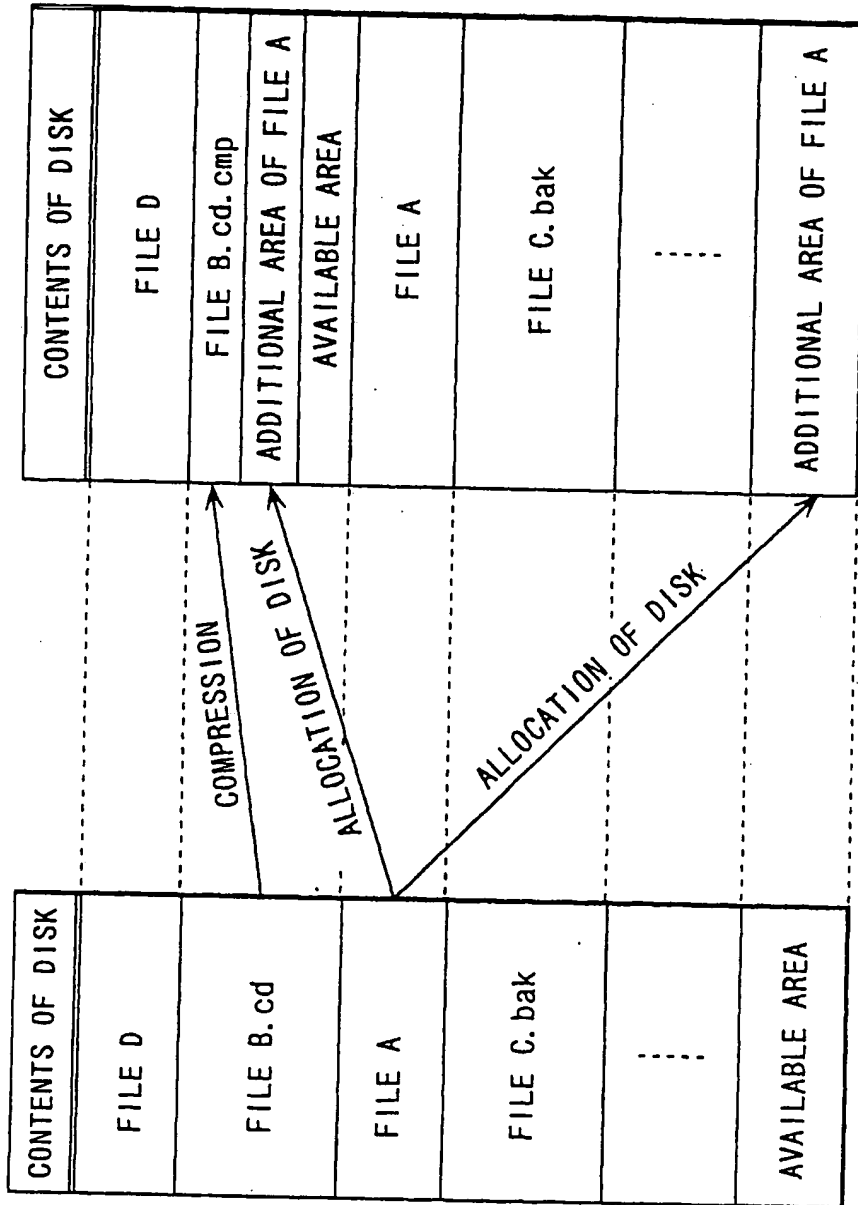 CONTENTS OF DISK
FILE D
FILE B.cd
FILE A
FILE C.bak
AVAILABLE AREA
COMPRESSION
ALLOCATION OF DISK
ALLOCATION OF DISK
CONTENTS OF DISK
FILE D
FILE B.cd.cmp
ADDITIONAL AREA OF FILE A
AVAILABLE AREA
FILE A
FILE C.bak
ADDITIONAL AREA OF FILE A